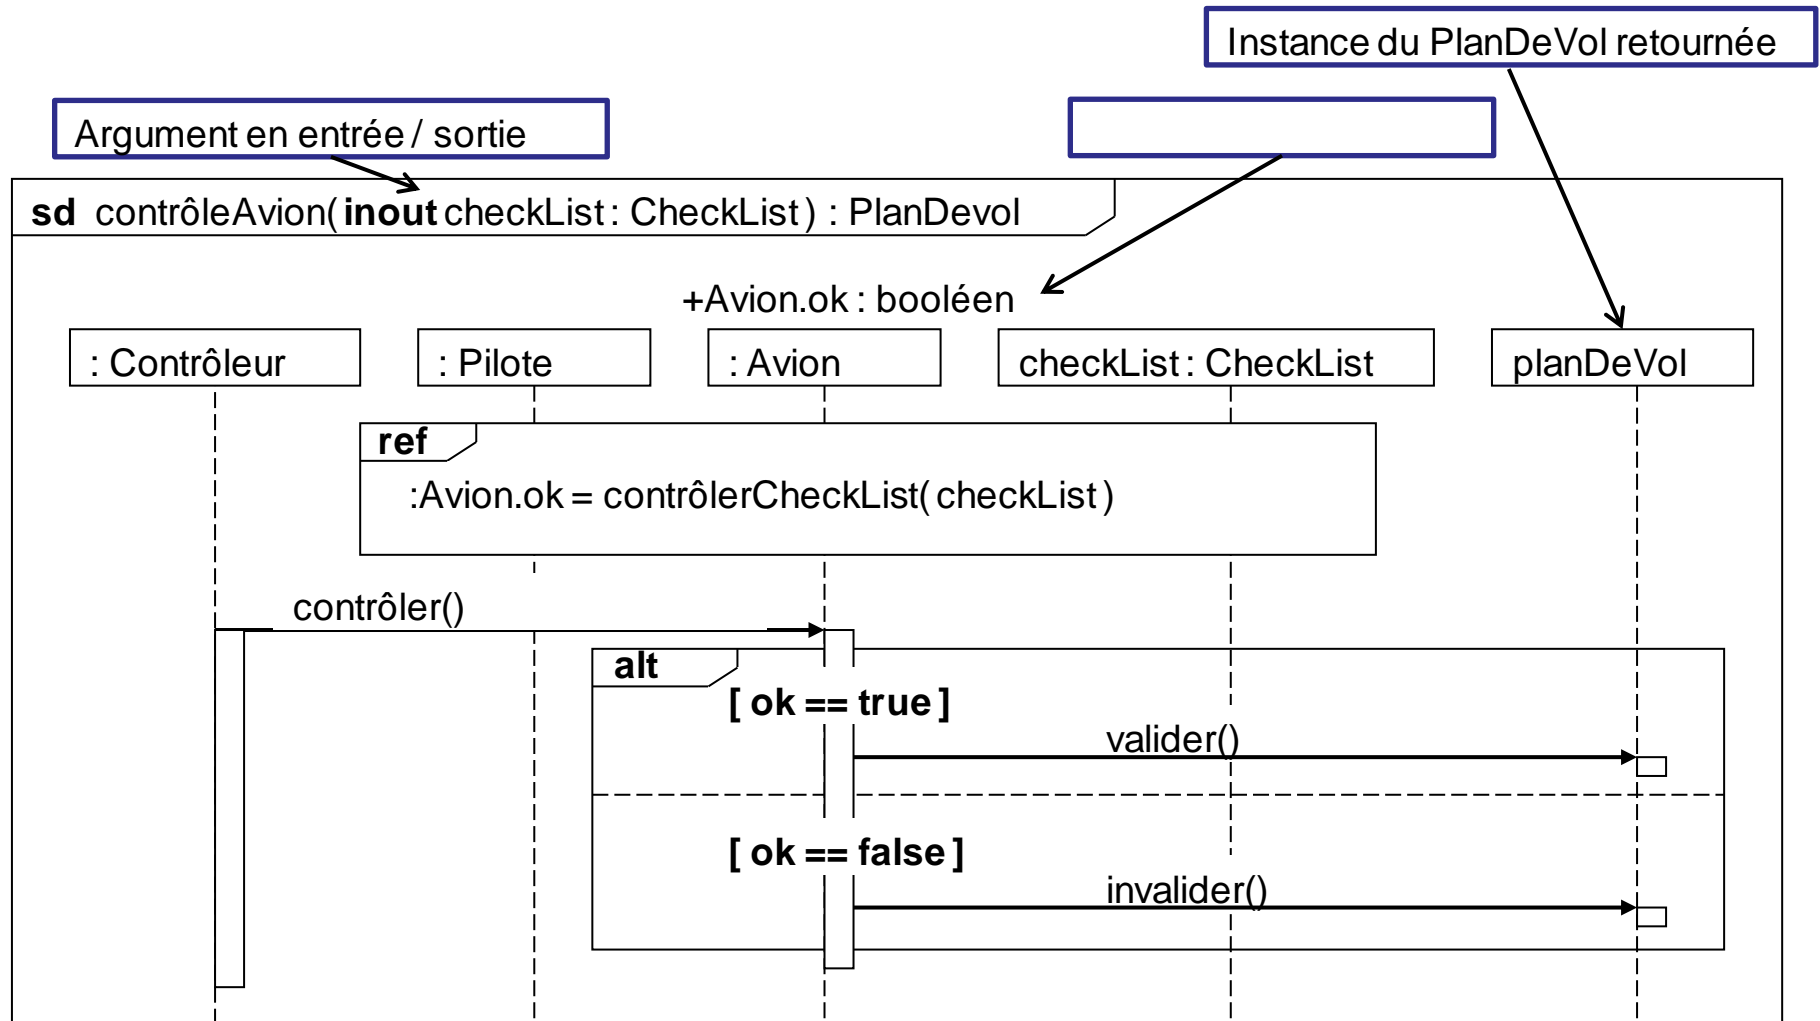 Instance du PlanDeVol retournée
Argument en entrée / sortie
sd contrôleAvion(inout checkList : CheckList) : PlanDevol
+Avion.ok : booléen
: Contrôleur
: Pilote
: Avion
checkList : CheckList
planDeVol
ref
:Avion.ok = contrôlerCheckList(checkList)
contrôler()
alt
[ ok == true ]
valider()
[ ok == false ]
invalider()